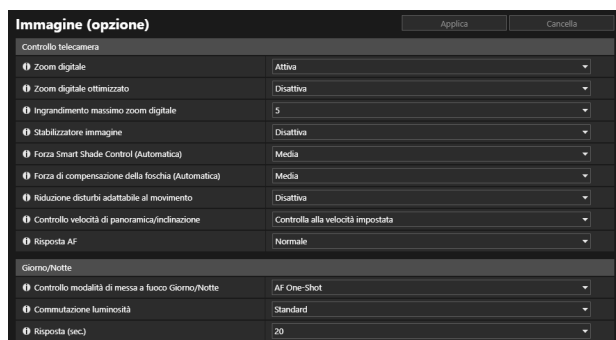 Immagine (opzione)
Applica
Cancella
Controllo telecamera
Zoom digitale
Attiva
Zoom digitale ottimizzato
Disattiva
Ingrandimento massimo zoom digitale
5
Stabilizzatore immagine
Disattiva
Forza Smart Shade Control (Automatica)
Media
Forza di compensazione della foschia (Automatica)
Media
Riduzione disturbi adattabile al movimento
Disattiva
Controllo velocità di panoramica/inclinazione
Controlla alla velocità impostata
Risposta AF
Normale
Giorno/Notte
Controllo modalità di messa a fuoco Giorno/Notte
AF One-Shot
Commutazione luminosità
Standard
Risposta (sec.)
20